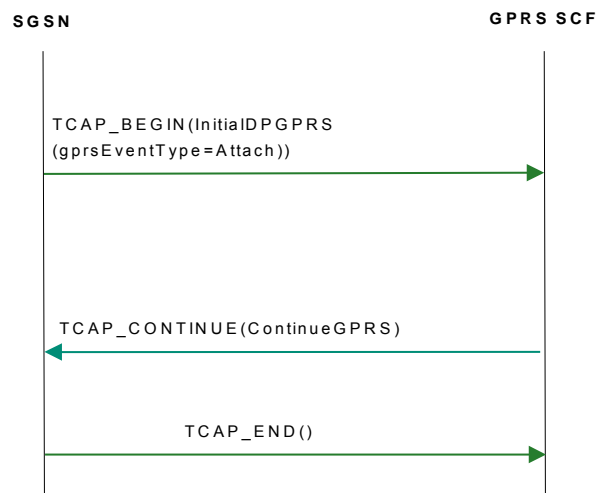 SGSN
GPRS SCF
TCAP_BEGIN(InitialDPGPRS
(gprsEventType=Attach))
TCAP_CONTINUE(ContinueGPRS)
TCAP_END()